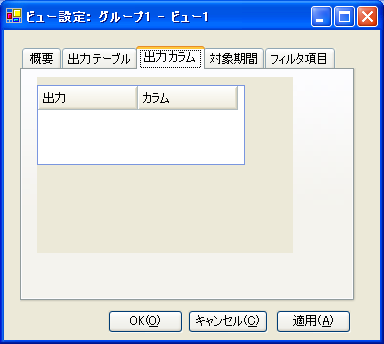 ビュー設定: グループ1 - ビュー1
概要 出力テーブル 出力カラム 対象期間 フィルタ項目
出力 カラム
OK(O) キャンセル(C) 適用(A)